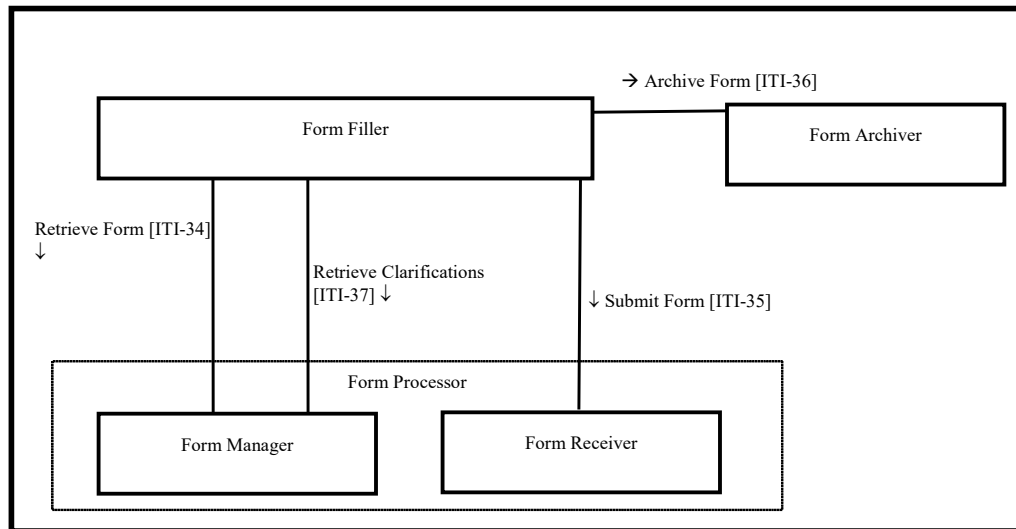 → Archive Form [ITI-36]
Form Filler
Form Archiver
Retrieve Form [ITI-34]
↓
Retrieve Clarifications
[ITI-37] ↓
↓ Submit Form [ITI-35]
Form Processor
Form Manager
Form Receiver